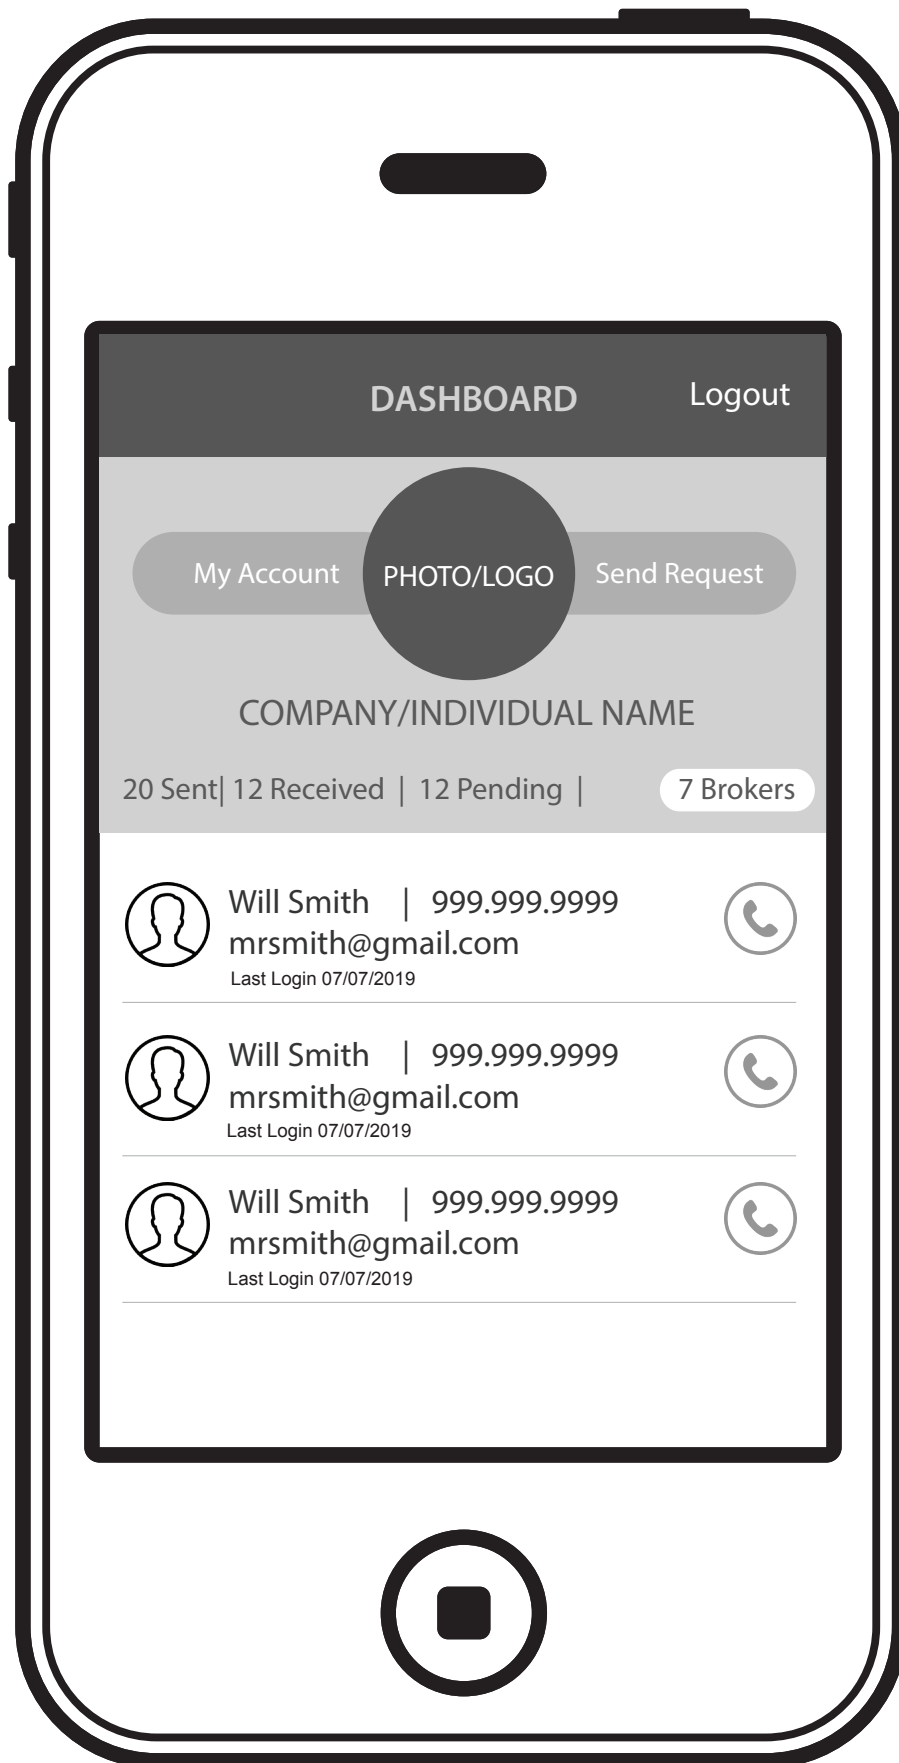 DASHBOARD Logout
My Account PHOTO/LOGO Send Request
COMPANY/INDIVIDUAL NAME
20 Sent| 12 Received | 12 Pending | 7 Brokers
Will Smith | 999.999.9999
mrsmith@gmail.com
Last Login 07/07/2019
Will Smith | 999.999.9999
mrsmith@gmail.com
Last Login 07/07/2019
Will Smith | 999.999.9999
mrsmith@gmail.com
Last Login 07/07/2019